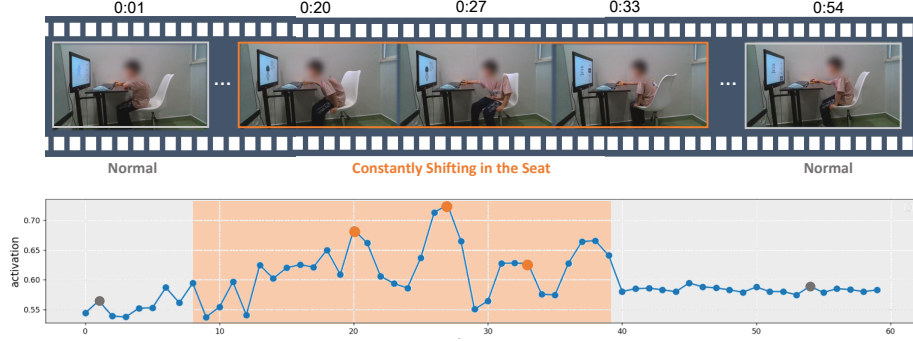 0:01 0:20 0:27 0:33 0:54
... ...
Normal Constantly Shifting in the Seat Normal
activation
0.70
0.65
0.60
0.55
0 10 20 30 40 50 60